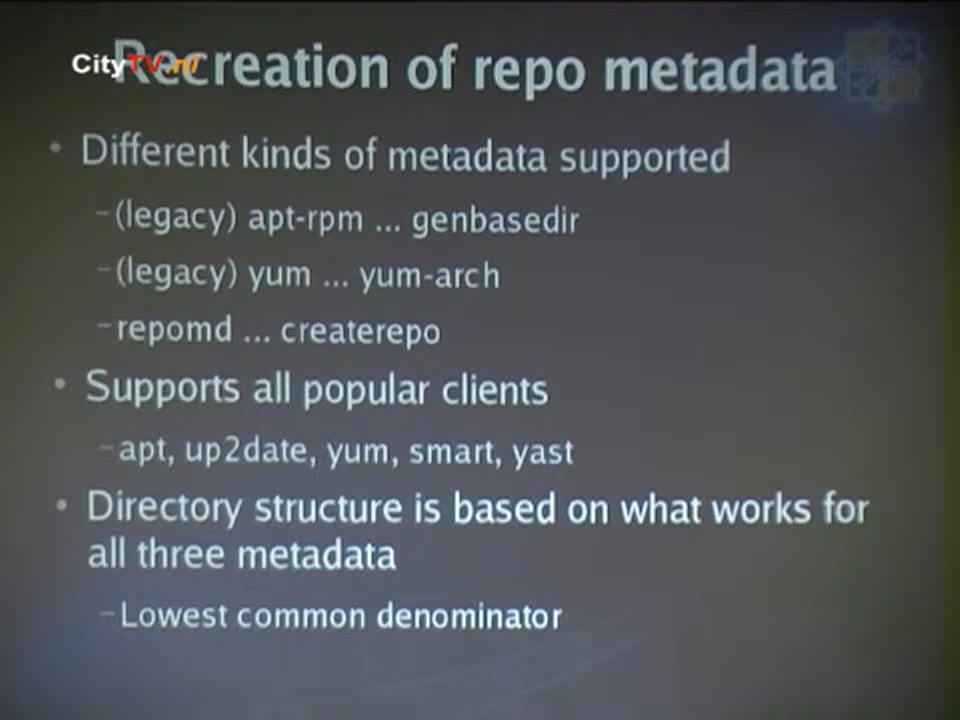 CityTV.nl
Recreation of repo metadata
• Different kinds of metadata supported
–(legacy) apt-rpm ... genbasedir
–(legacy) yum ... yum-arch
–repomd ... createrepo
• Supports all popular clients
–apt, up2date, yum, smart, yast
• Directory structure is based on what works for
all three metadata
–Lowest common denominator